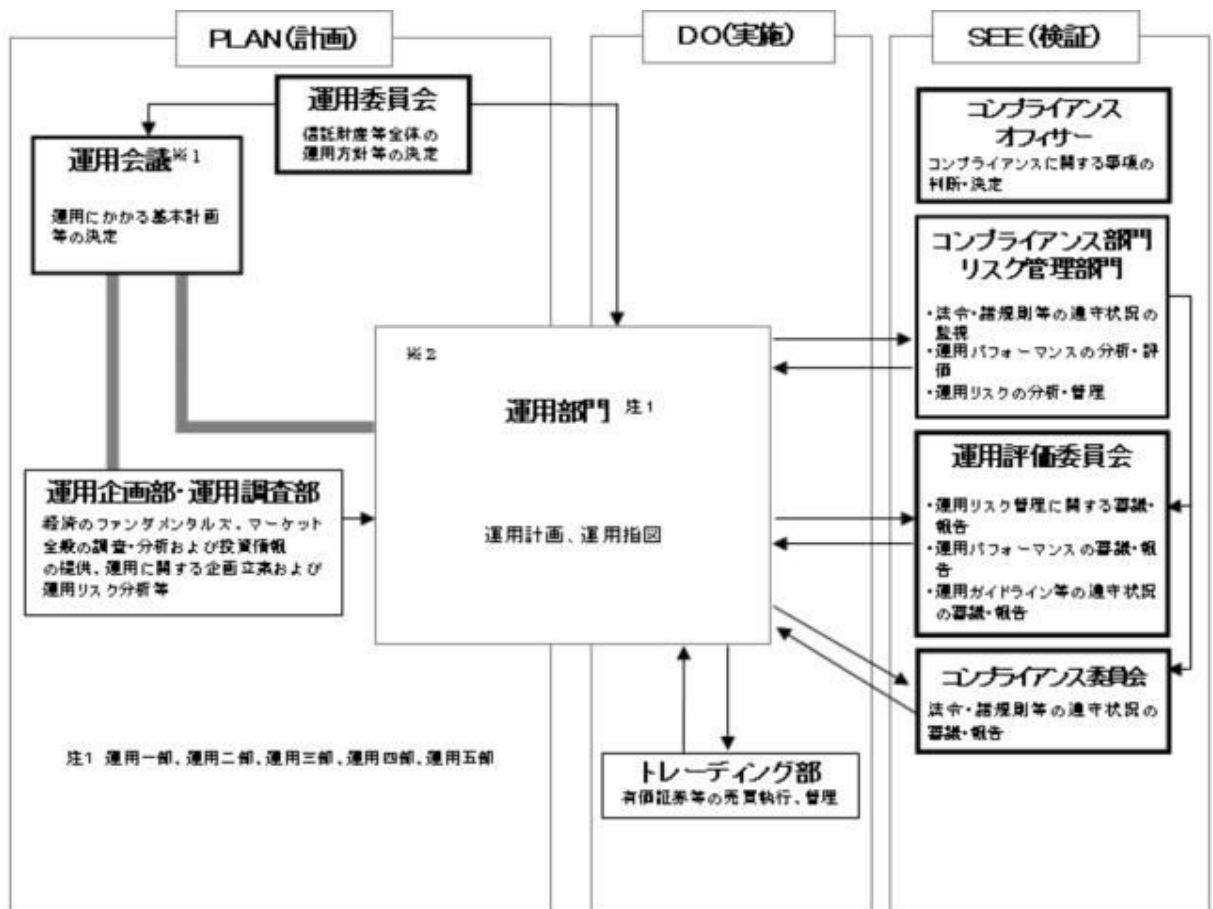 PLAN(計画)
DO(実施)
SEE(検証)
運用委員会
信託財産等全体の
運用方針等の決定
運用会議※1
運用にかかる基本計画
等の決定
運用企画部・運用調査部
経済のファンダメンタルズ、マーケット
全般の調査・分析および投資情報
の提供、運用に関する企画立案および
運用リスク分析等
注1 運用一部、運用二部、運用三部、運用四部、運用五部
※2
運用部門 注1
運用計画、運用指図
トレーディング部
有価証券等の売買執行、管理
コンプライアンス
オフィサー
コンプライアンスに関する事項の
判断・決定
コンプライアンス部門
リスク管理部門
・法令・諸規則等の遵守状況の
監視
・運用パフォーマンスの分析・評
価
・運用リスクの分析・管理
運用評価委員会
・運用リスク管理に関する審議・
報告
・運用パフォーマンスの審議・報
告
・運用ガイドライン等の遵守状況
の審議・報告
コンプライアンス委員会
法令・諸規則等の遵守状況の
審議・報告